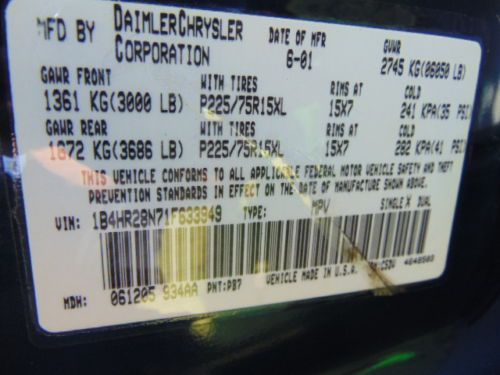 MFD BY DAIMLERCHRYSLER CORPORATION
DATE OF MFR 6-01
GVWR 2745 KG(06050 LB)
GAWR FRONT WITH TIRES RIMS AT COLD
1361 KG(3000 LB) P225/75R15XL 15X7 241 KPA(35 PSI)
GAWR REAR WITH TIRES RIMS AT COLD
1672 KG(3686 LB) P225/75R15XL 15X7 282 KPA(41 PSI)
THIS VEHICLE CONFORMS TO ALL APPLICABLE FEDERAL MOTOR VEHICLE SAFETY AND THEFT
PREVENTION STANDARDS IN EFFECT ON THE DATE OF MANUFACTURE SHOWN ABOVE.
VIN: 1B4HR28N71F633949 TYPE: MPV SINGLE X DUAL
MDH: 061205 934AA PNT:PB7 VEHICLE MADE IN U.S.A.